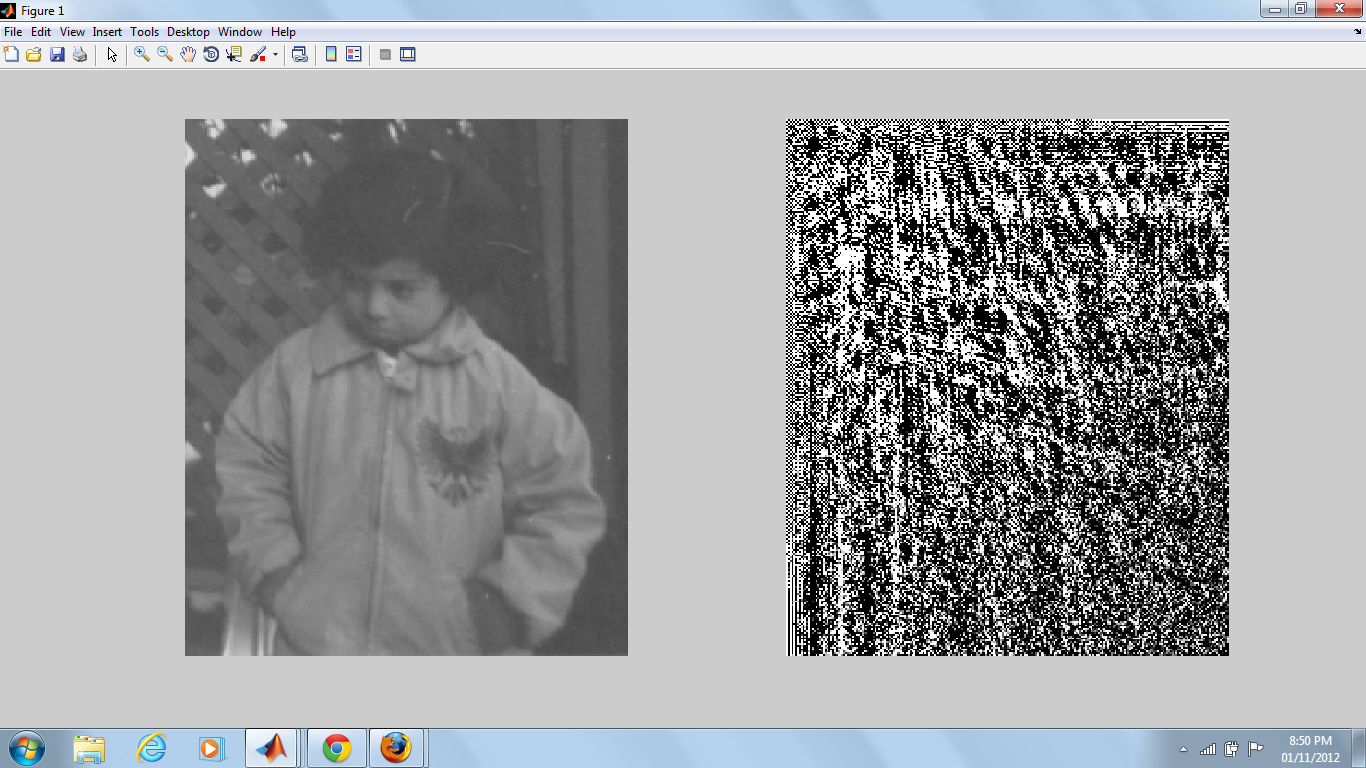 Figure 1
File Edit View Insert Tools Desktop Window Help
8:50 PM
01/11/2012